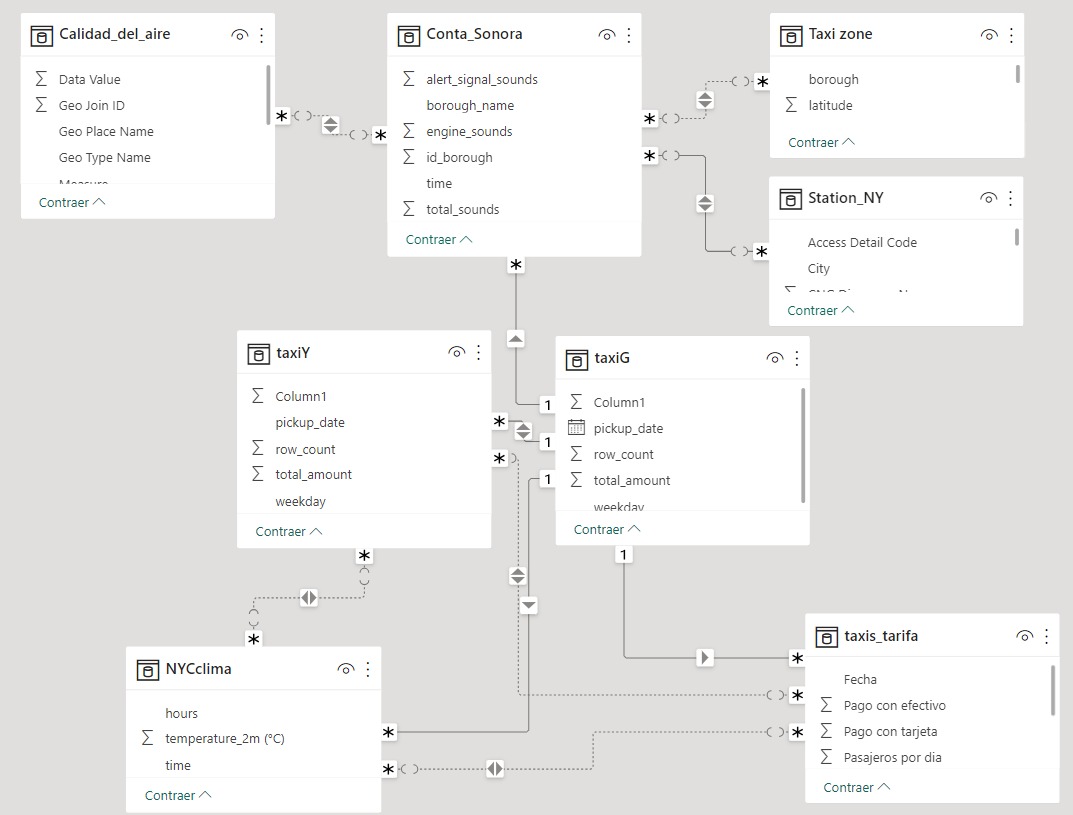 Calidad_del_aire
Data Value
Geo Join ID
Geo Place Name
Geo Type Name
Measure
Contraer
Conta_Sonora
alert_signal_sounds
borough_name
engine_sounds
id_borough
time
total_sounds
Contraer
Taxi zone
borough
latitude
Contraer
Station_NY
Access Detail Code
City
Contraer
taxiY
Column1
pickup_date
row_count
total_amount
weekday
Contraer
taxiG
Column1
pickup_date
row_count
total_amount
weekday
Contraer
*
*
*
*
*
*
*
1
*
1
*
1
*
*
1
NYCclima
hours
temperature_2m (°C)
time
Contraer
*
*
taxis_tarifa
Fecha
Pago con efectivo
Pago con tarjeta
Pasajeros por dia
Contraer
*
*
*